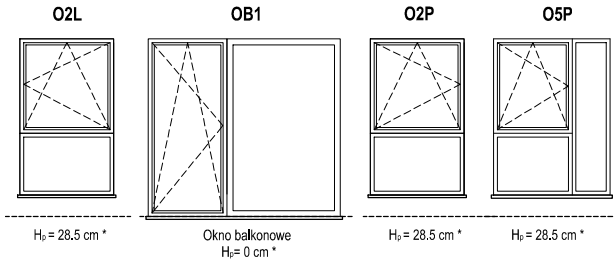 O2L OB1 O2P O5P
Hₚ = 28.5 cm * Okno balkonowe Hₚ = 28.5 cm * Hₚ = 28.5 cm *
Hₚ= 0 cm *